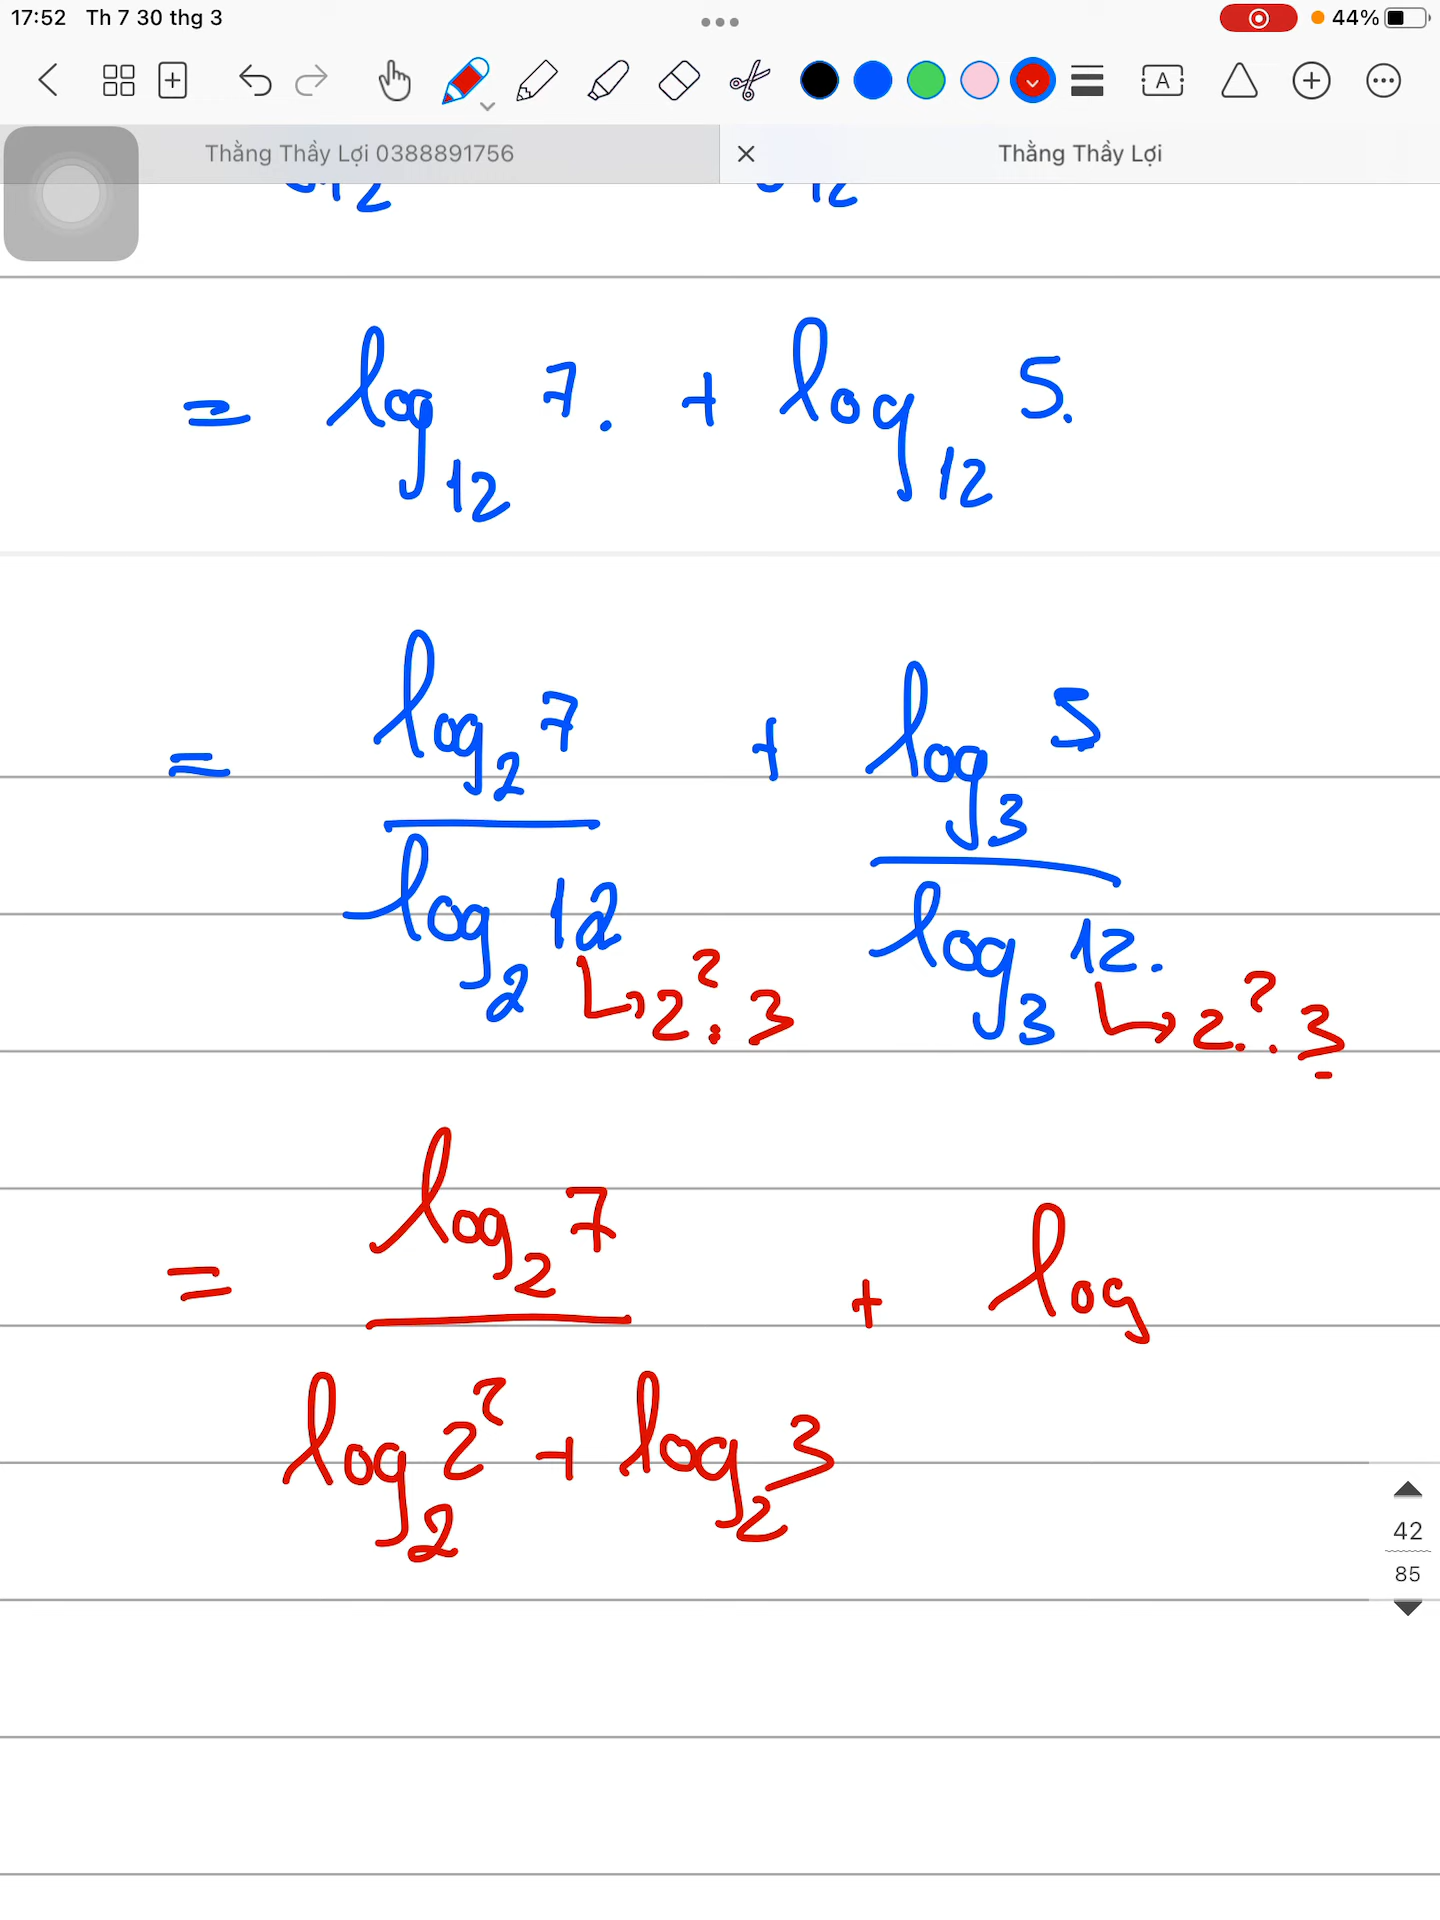 17:52 Th 7 30 thg 3 44%
A
Thằng Thầy Lợi 0388891756 Thằng Thầy Lợi
12 12
= log₁₂ 7. + log₁₂ 5.
= log₂ 7 + log₃ 5
log₂ 12 log₃ 12.
↳ 2². 3 ↳ 2². 3
= log₂ 7 + log
log₂ 2² + log₂ 3
42
85